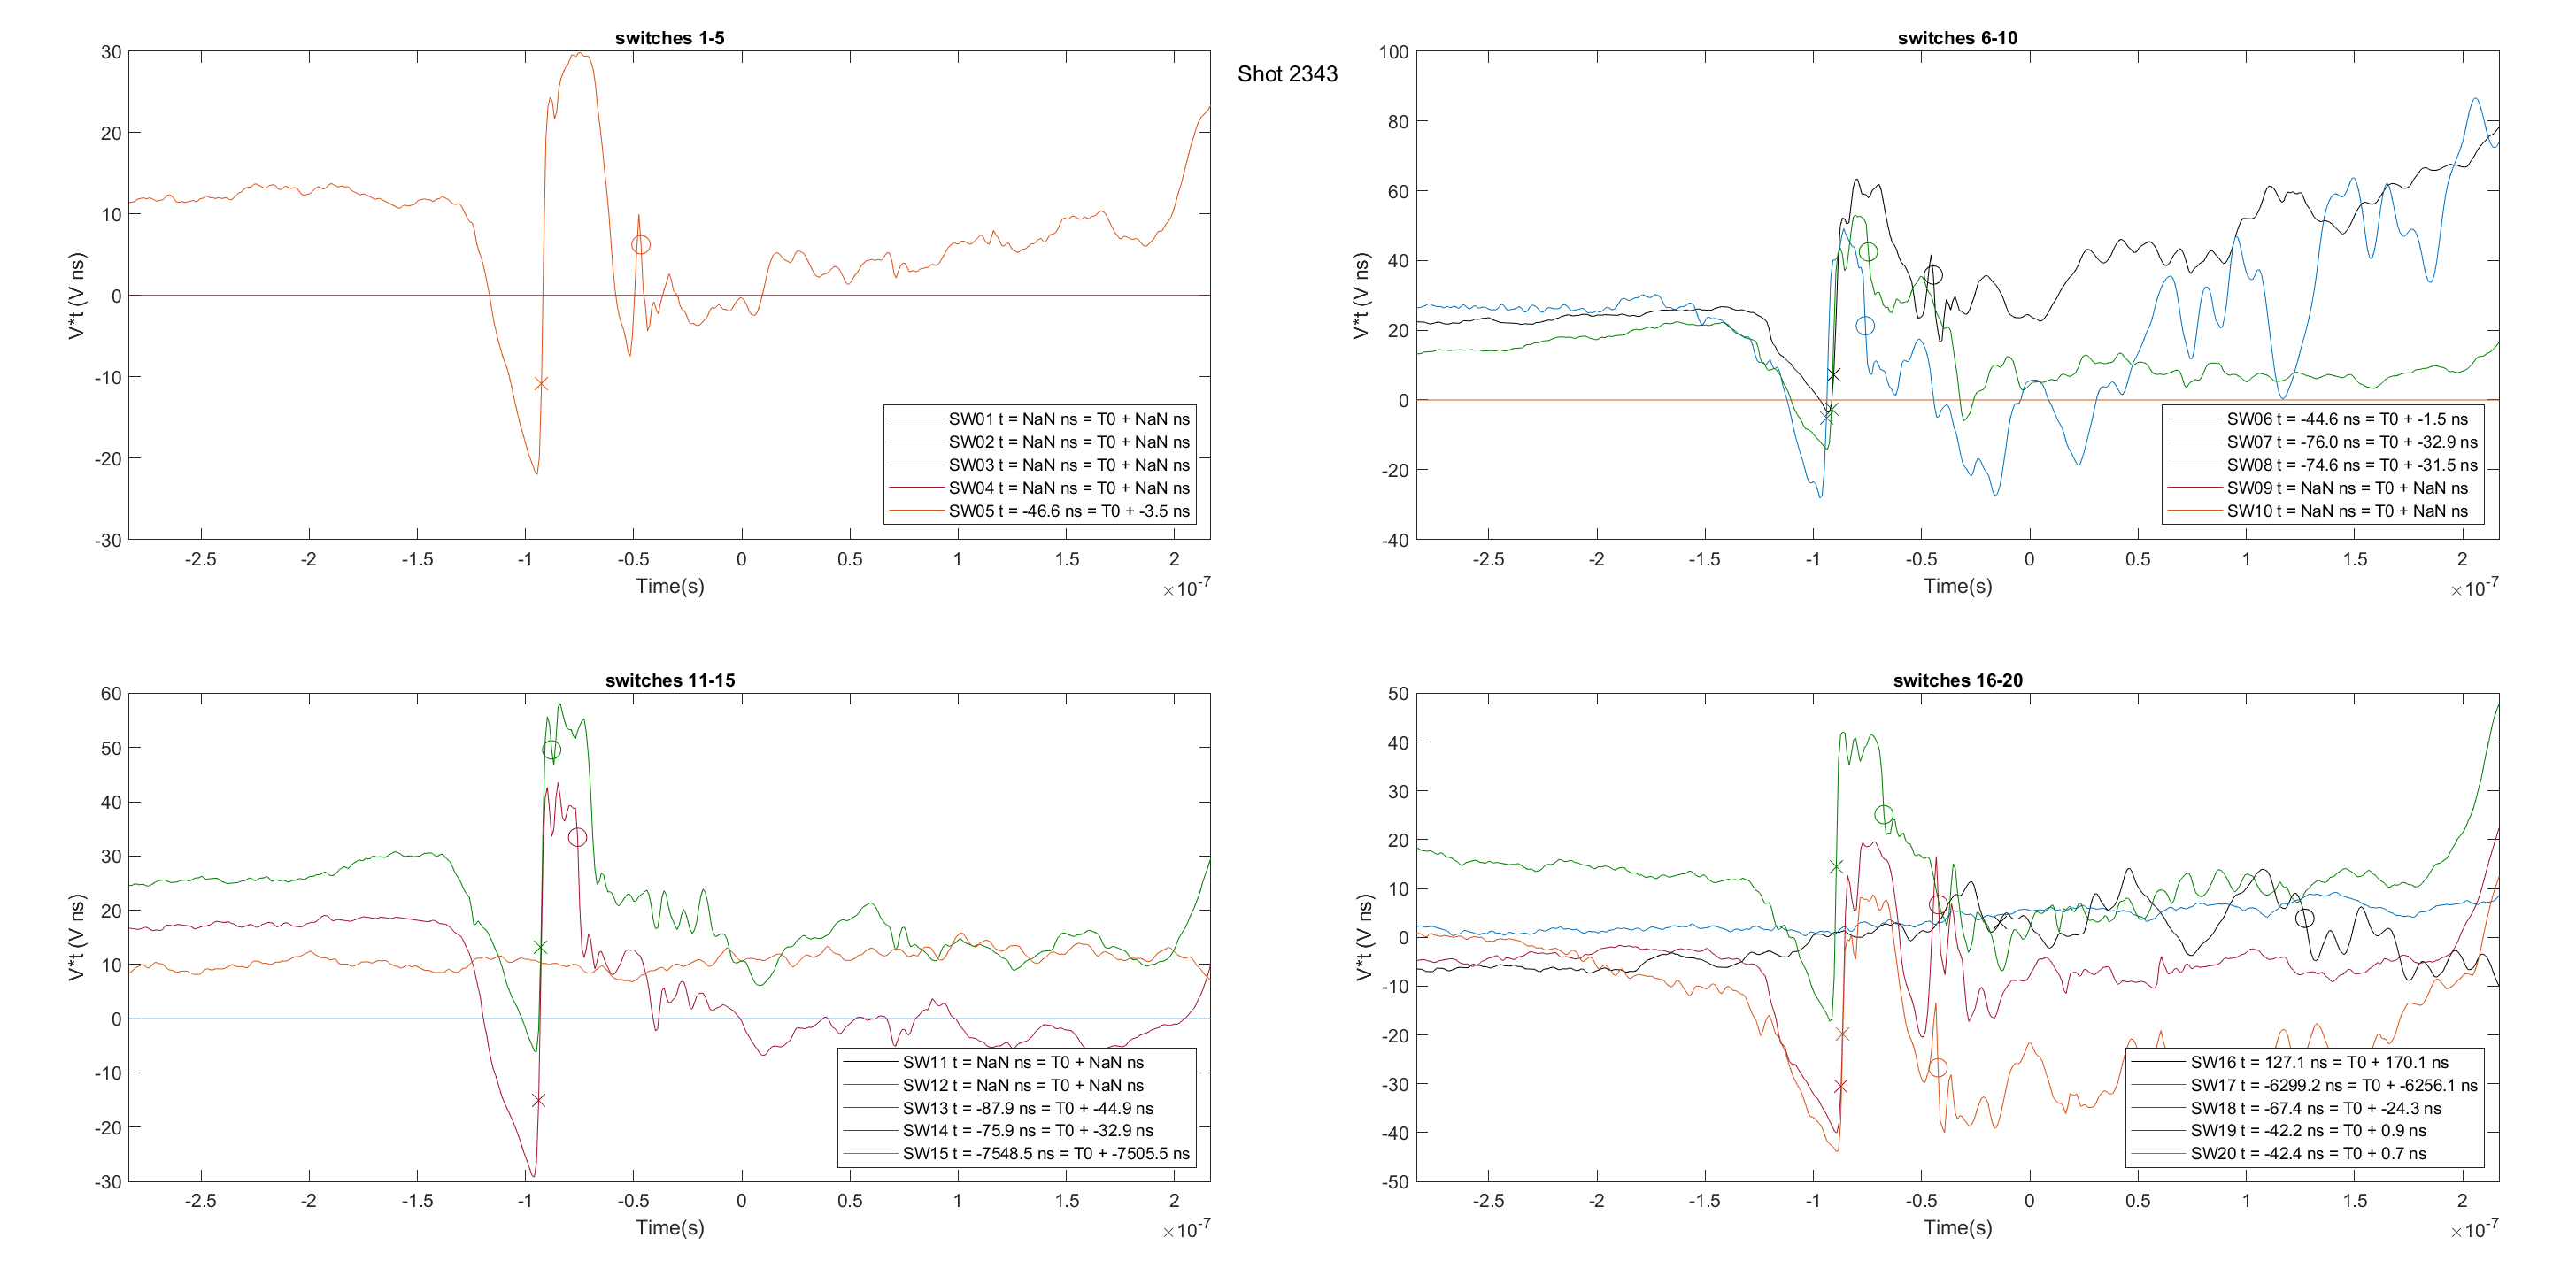 Shot 2343
switches 1-5
30
20
10
0
-10
-20
-30
V*t (V ns)
-2.5 -2 -1.5 -1 -0.5 0 0.5 1 1.5 2
Time(s)
×10-7
SW01 t = NaN ns = T0 + NaN ns
SW02 t = NaN ns = T0 + NaN ns
SW03 t = NaN ns = T0 + NaN ns
SW04 t = NaN ns = T0 + NaN ns
SW05 t = -46.6 ns = T0 + -3.5 ns
switches 6-10
100
80
60
40
20
0
-20
-40
V*t (V ns)
-2.5 -2 -1.5 -1 -0.5 0 0.5 1 1.5 2
Time(s)
×10-7
SW06 t = -44.6 ns = T0 + -1.5 ns
SW07 t = -76.0 ns = T0 + -32.9 ns
SW08 t = -74.6 ns = T0 + -31.5 ns
SW09 t = NaN ns = T0 + NaN ns
SW10 t = NaN ns = T0 + NaN ns
switches 11-15
60
50
40
30
20
10
0
-10
-20
-30
V*t (V ns)
-2.5 -2 -1.5 -1 -0.5 0 0.5 1 1.5 2
Time(s)
×10-7
SW11 t = NaN ns = T0 + NaN ns
SW12 t = NaN ns = T0 + NaN ns
SW13 t = -87.9 ns = T0 + -44.9 ns
SW14 t = -75.9 ns = T0 + -32.9 ns
SW15 t = -7548.5 ns = T0 + -7505.5 ns
switches 16-20
50
40
30
20
10
0
-10
-20
-30
-40
-50
V*t (V ns)
-2.5 -2 -1.5 -1 -0.5 0 0.5 1 1.5 2
Time(s)
×10-7
SW16 t = 127.1 ns = T0 + 170.1 ns
SW17 t = -6299.2 ns = T0 + -6256.1 ns
SW18 t = -67.4 ns = T0 + -24.3 ns
SW19 t = -42.2 ns = T0 + 0.9 ns
SW20 t = -42.4 ns = T0 + 0.7 ns